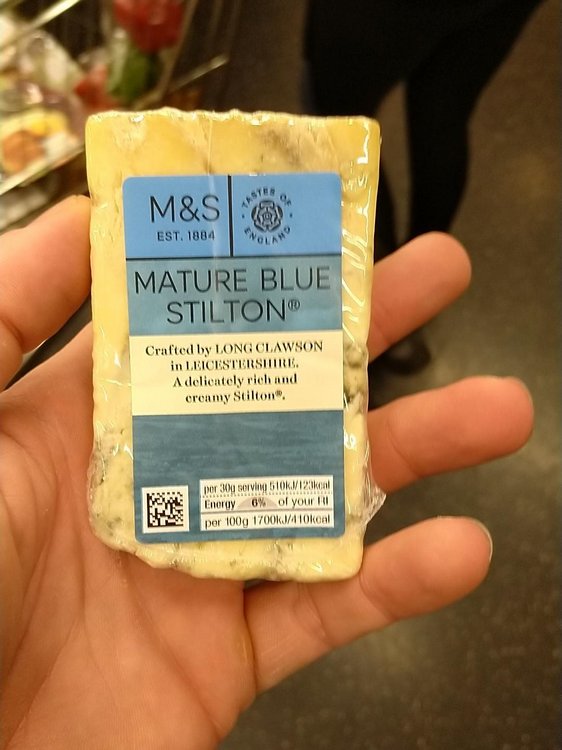 M&S
EST. 1884
TASTES OF
ENGLAND
MATURE BLUE
STILTON®
Crafted by LONG CLAWSON
in LEICESTERSHIRE.
A delicately rich and
creamy Stilton®.
per 30g serving 510kJ/123kcal
Energy 6% of your RI
per 100g 1700kJ/410kcal